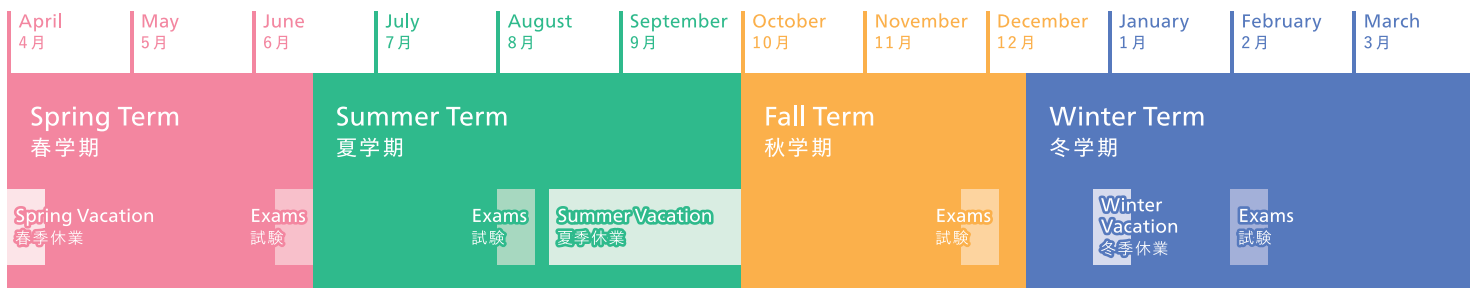 April
4月
May
5月
June
6月
July
7月
August
8月
September
9月
October
10月
November
11月
December
12月
January
1月
February
2月
March
3月
Spring Term
春学期
Summer Term
夏学期
Fall Term
秋学期
Winter Term
冬学期
Spring Vacation
春季休業
Exams
試験
Exams
試験
Summer Vacation
夏季休業
Exams
試験
Winter
Vacation
冬季休業
Exams
試験